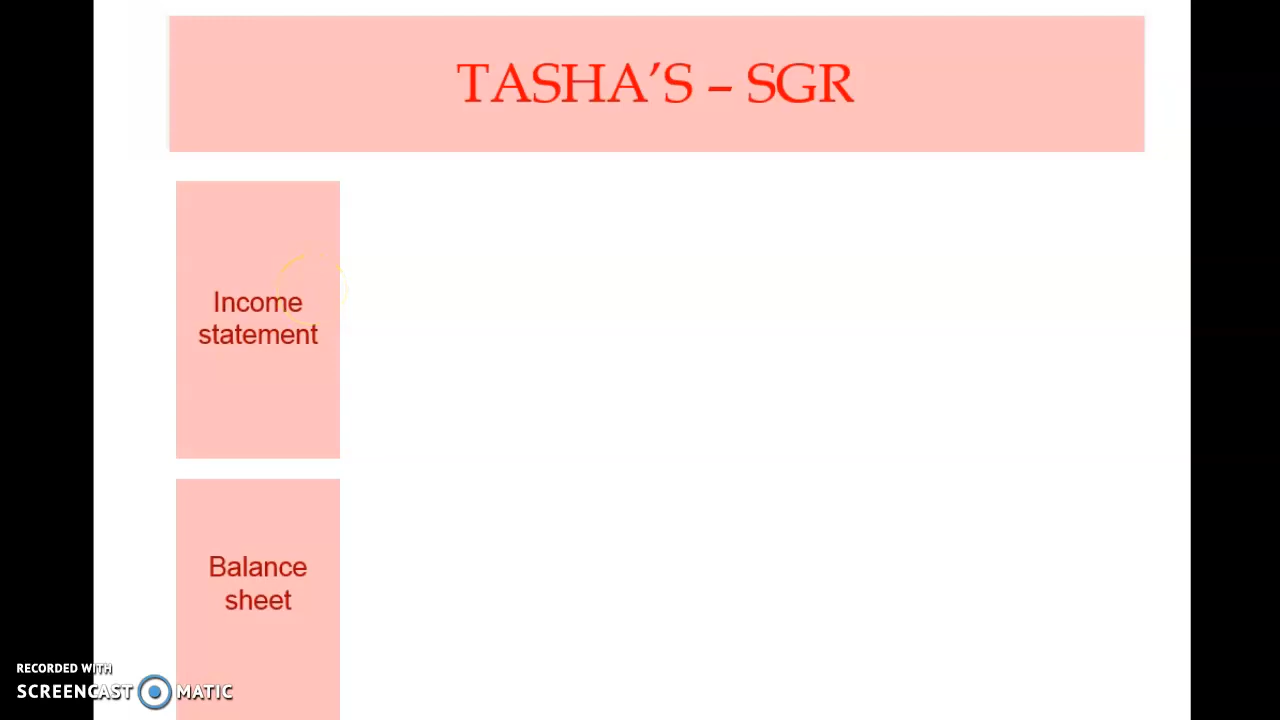 TASHA’S – SGR
Income
statement
Balance
sheet
RECORDED WITH
SCREENCAST MATIC